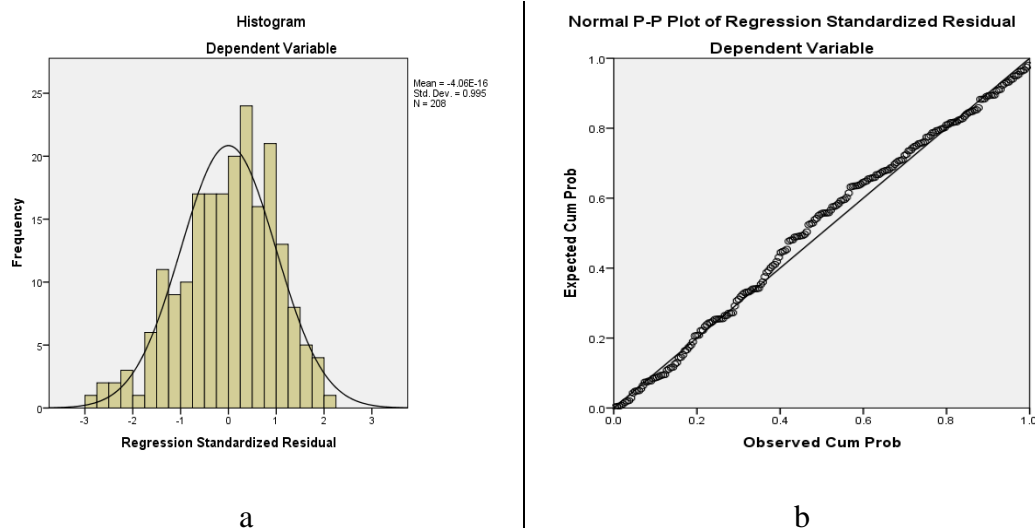 Histogram
Dependent Variable
Mean = -4.06E-16
Std. Dev. = 0.995
N = 208
Frequency
25
20
15
10
5
0
-3 -2 -1 0 1 2 3
Regression Standardized Residual
a
Normal P-P Plot of Regression Standardized Residual
Dependent Variable
Expected Cum Prob
1.0
0.8
0.6
0.4
0.2
0.0
0.0 0.2 0.4 0.6 0.8 1.0
Observed Cum Prob
b